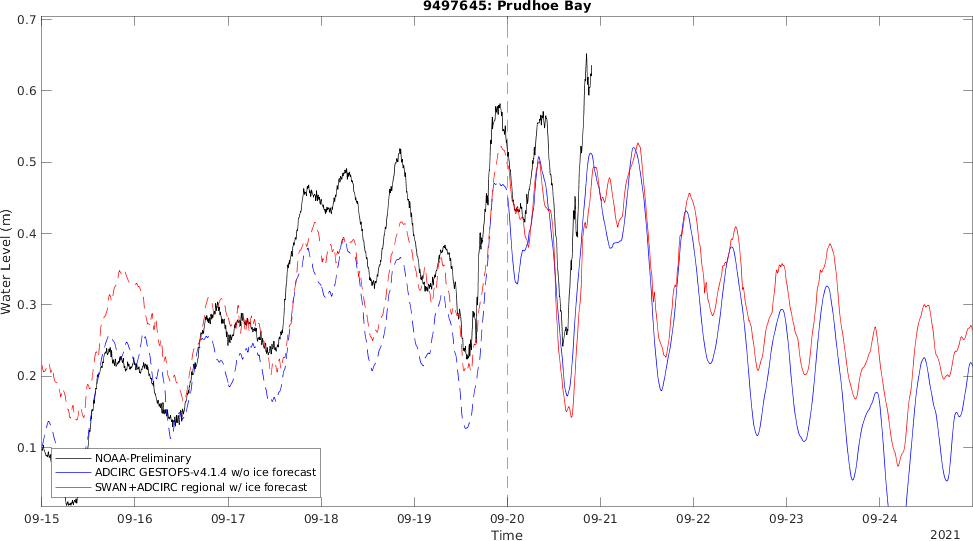 9497645: Prudhoe Bay
0.7
0.6
0.5
0.4
0.3
0.2
0.1
Water Level (m)
NOAA-Preliminary
ADCIRC GESTOFS-v4.1.4 w/o ice forecast
SWAN+ADCIRC regional w/ ice forecast
09-15 09-16 09-17 09-18 09-19 09-20 09-21 09-22 09-23 09-24
Time
2021